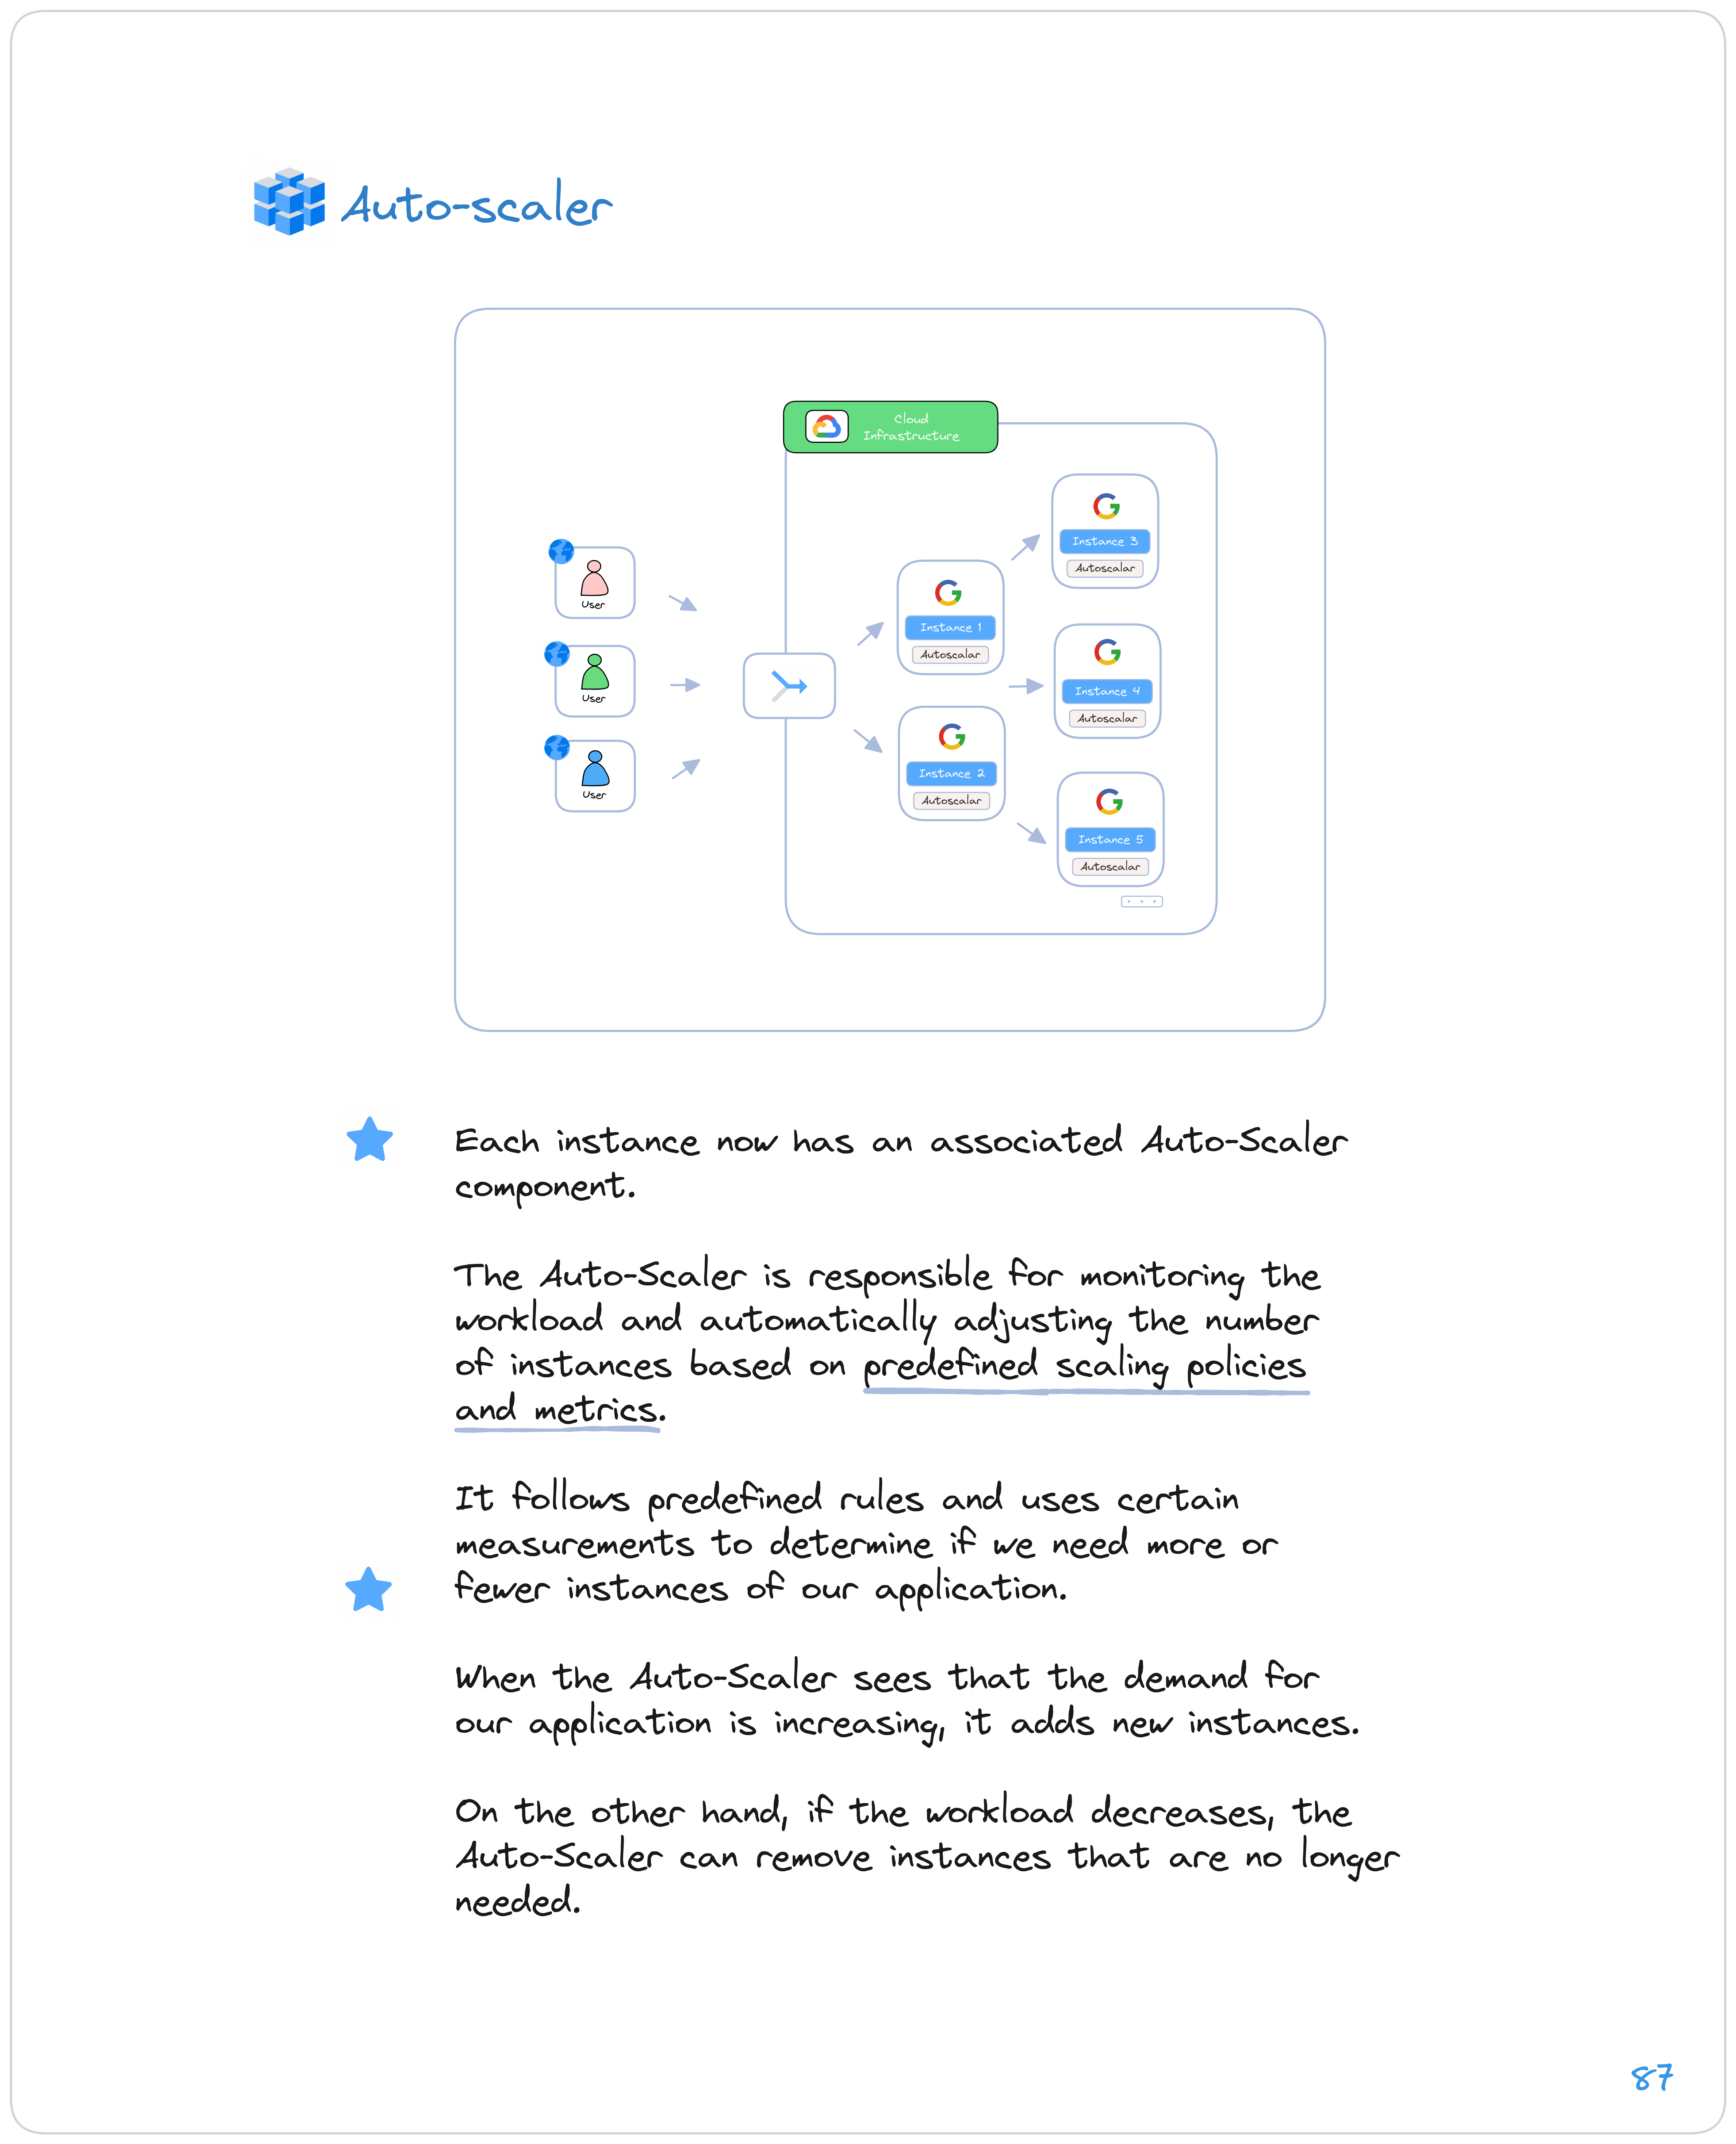 Auto-scaler
Cloud
Infrastructure
User
User
User
Instance 1
Autoscalar
Instance 2
Autoscalar
Instance 3
Autoscalar
Instance 4
Autoscalar
Instance 5
Autoscalar
Each instance now has an associated Auto-Scaler
component.
The Auto-Scaler is responsible for monitoring the
workload and automatically adjusting the number
of instances based on predefined scaling policies
and metrics.
It follows predefined rules and uses certain
measurements to determine if we need more or
fewer instances of our application.
When the Auto-Scaler sees that the demand for
our application is increasing, it adds new instances.
On the other hand, if the workload decreases, the
Auto-Scaler can remove instances that are no longer
needed.
87